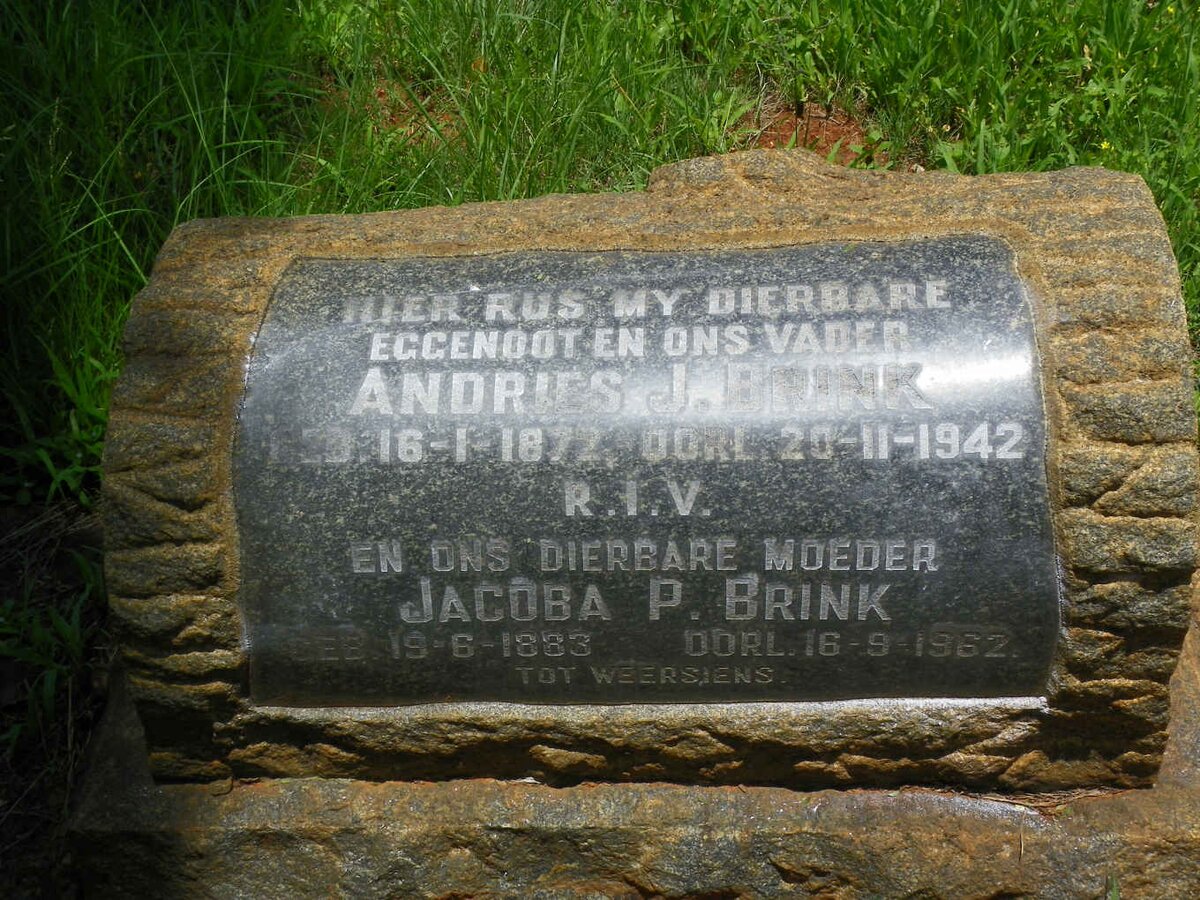 HIER RUS MY DIERBARE
EGGENOOT EN ONS VADER
ANDRIES J. BRINK
GEB. 16-1-1872. OORL. 20-11-1942
R.I.V.
EN ONS DIERBARE MOEDER
JACOBA P. BRINK
GEB. 19-6-1883 OORL. 16-9-1962.
TOT WEERSIENS.